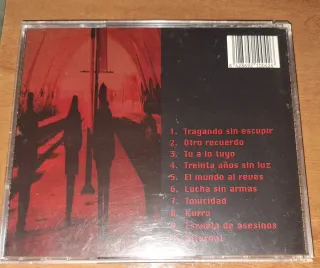 1. Tragando sin escupir
2. Otro recuerdo
3. Tu a lo tuyo
4. Treinta años sin luz
5. El mundo al reves
6. Lucha sin armas
7. Toxicidad
8. Kurro
9. Escuela de asesinos